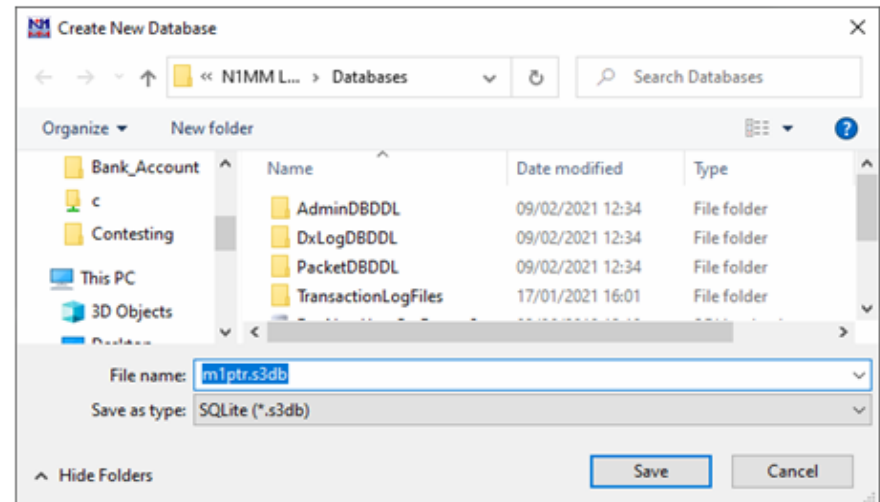 N1MM Create New Database
« N1MM L... › Databases
Search Databases
Organize
New folder
Bank_Account
c
Contesting
This PC
3D Objects
Desktop
Name Date modified Type
AdminDBDDL 09/02/2021 12:34 File folder
DxLogDBDDL 09/02/2021 12:34 File folder
PacketDBDDL 09/02/2021 12:34 File folder
TransactionLogFiles 17/01/2021 16:01 File folder
File name: m1ptr.s3db
Save as type: SQLite (*.s3db)
Hide Folders
Save
Cancel